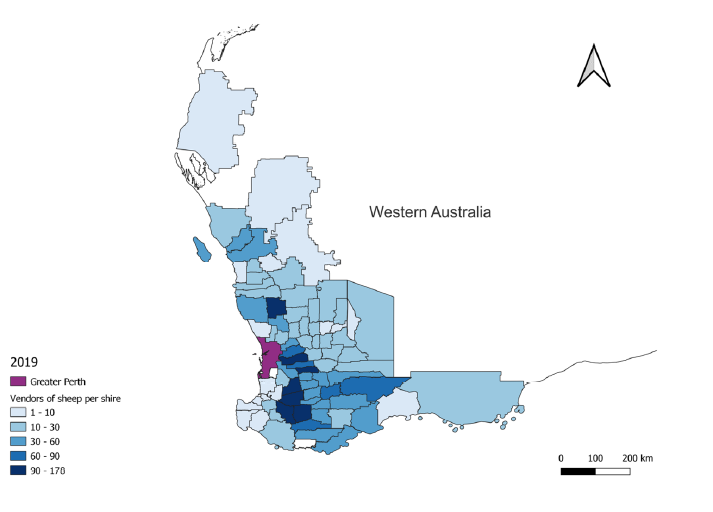 Western Australia
2019
Greater Perth
Vendors of sheep per shire
1 - 10
10 - 30
30 - 60
60 - 90
90 - 170
0 100 200 km